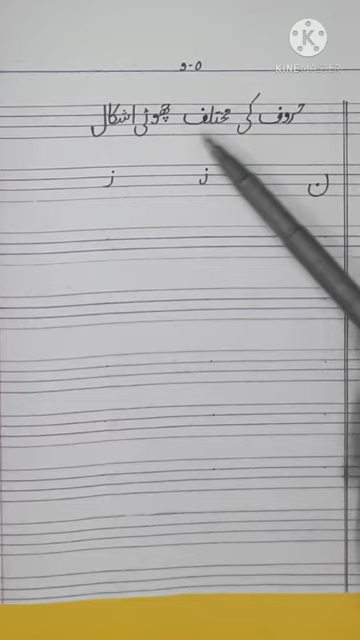 ن-و
حروف کی مختلف چھوٹی اشکال
ن ز ز
KINEMASTER